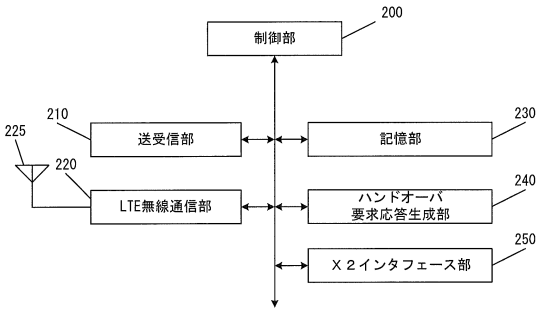 200
制御部
210
送受信部
230
記憶部
225
220
LTE無線通信部
240
ハンドオーバ
要求応答生成部
250
X2インタフェース部